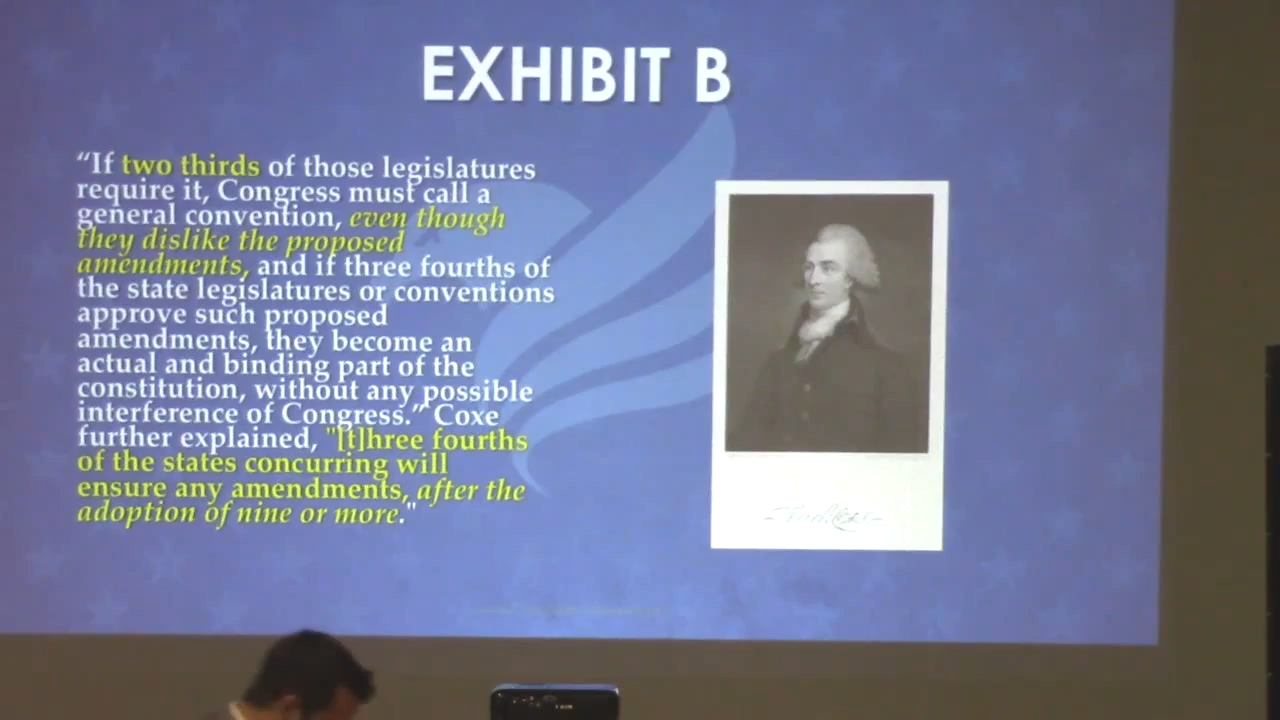 EXHIBIT B
“If two thirds of those legislatures
require it, Congress must call a
general convention, even though
they dislike the proposed
amendments, and if three fourths of
the state legislatures or conventions
approve such proposed
amendments, they become an
actual and binding part of the
constitution, without any possible
interference of Congress.” Coxe
further explained, "[t]hree fourths
of the states concurring will
ensure any amendments, after the
adoption of nine or more."